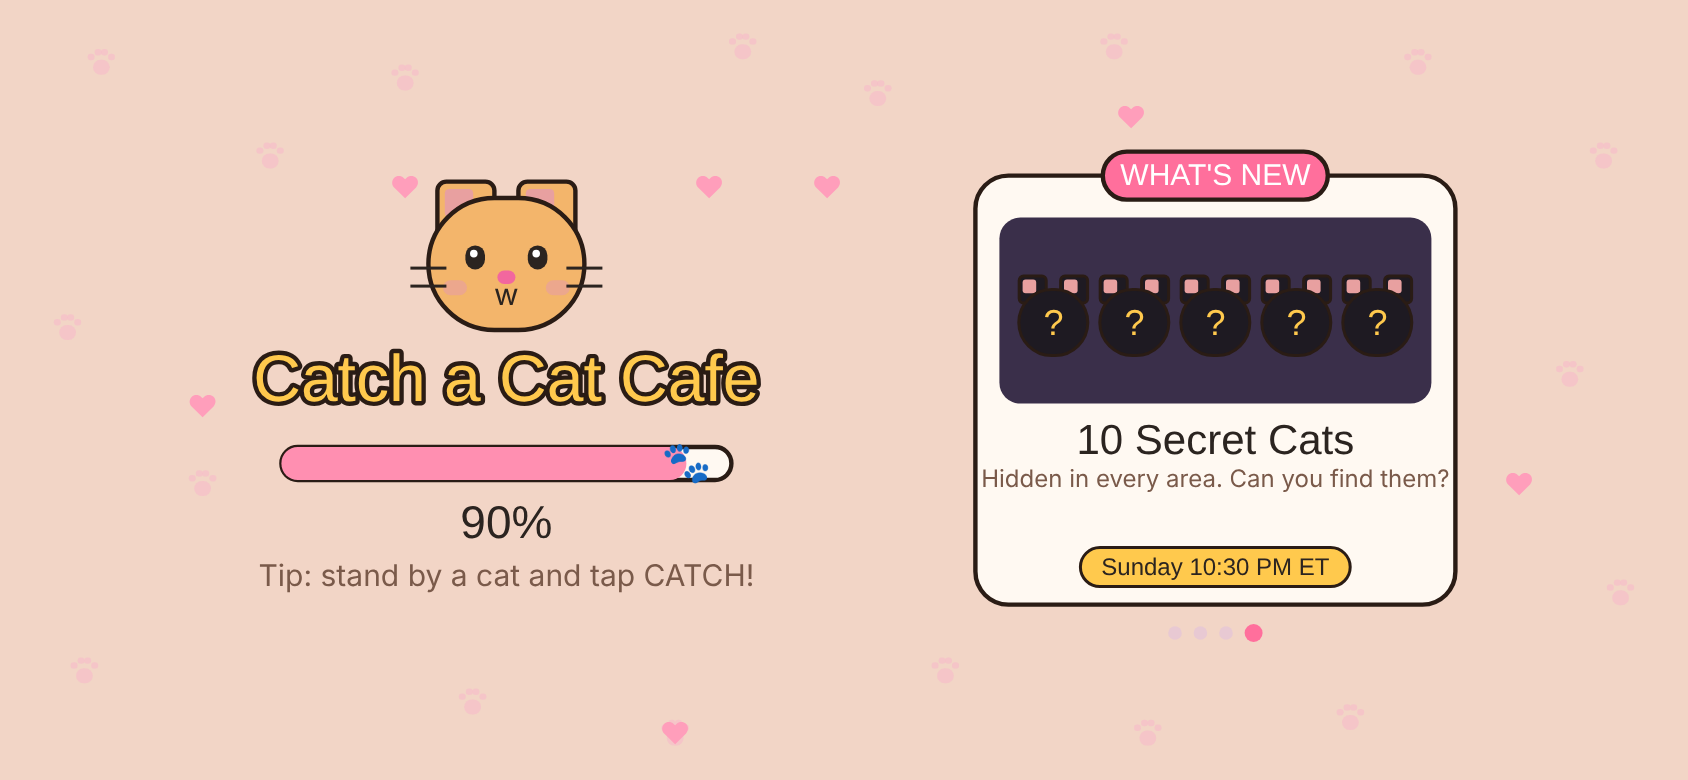 Catch a Cat Cafe
90%
Tip: stand by a cat and tap CATCH!
WHAT'S NEW
? ? ? ? ?
10 Secret Cats
Hidden in every area. Can you find them?
Sunday 10:30 PM ET